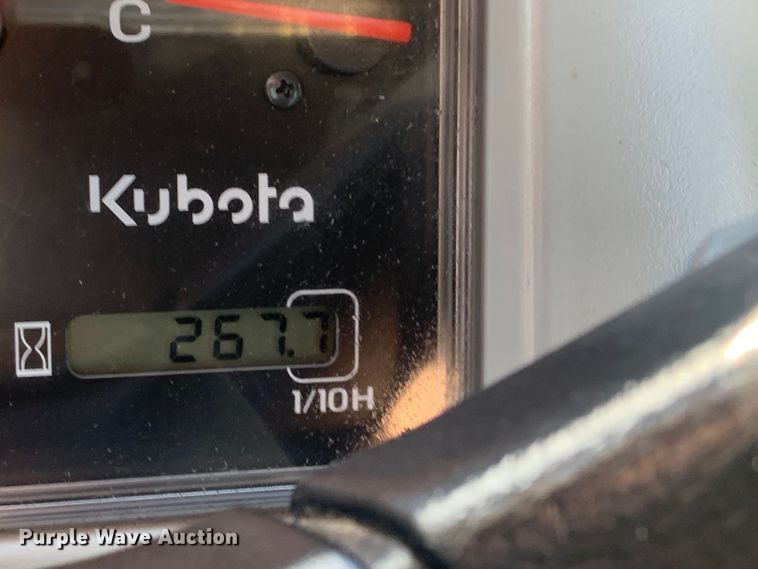 C
Kubota
267.7
1/10H
Purple Wave Auction